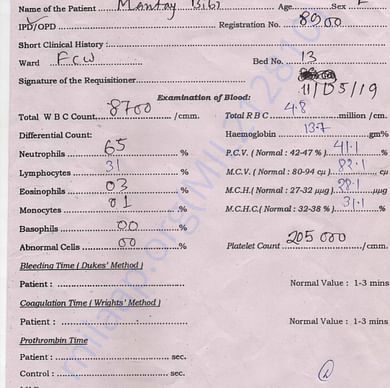 Name of the Patient Mantay Bibi Age Sex F
IPD/OPD Registration No. 8900
Short Clinical History :
Ward FCW Bed No. 13
Signature of the Requisitioner 11/05/19
Examination of Blood:
Total W B C Count 8700 /cmm. Total R B C 4.8 million /cm.
Differential Count: Haemoglobin 13.7 gm%
Neutrophils 65 % P.C.V. (Normal : 42-47 %) 41.1 %
Lymphocytes 31 % M.C.V. (Normal : 80-94 cμ) 82.1 cμ
Eosinophils 03 % M.C.H.(Normal : 27-32 μμg) 28.1 μμg
Monocytes 01 % M.C.H.C.( Normal : 32-38 %) 31.1 %
Basophils 00 %
Abnormal Cells 00 % Platelet Count 205000 /cmm.
Bleeding Time ( Dukes' Method )
Patient : Normal Value : 1-3 mins
Coagulation Time ( Wrights' Method )
Patient : Normal Value : 1-3 mins
Prothrombin Time
Patient : sec.
Control : sec.